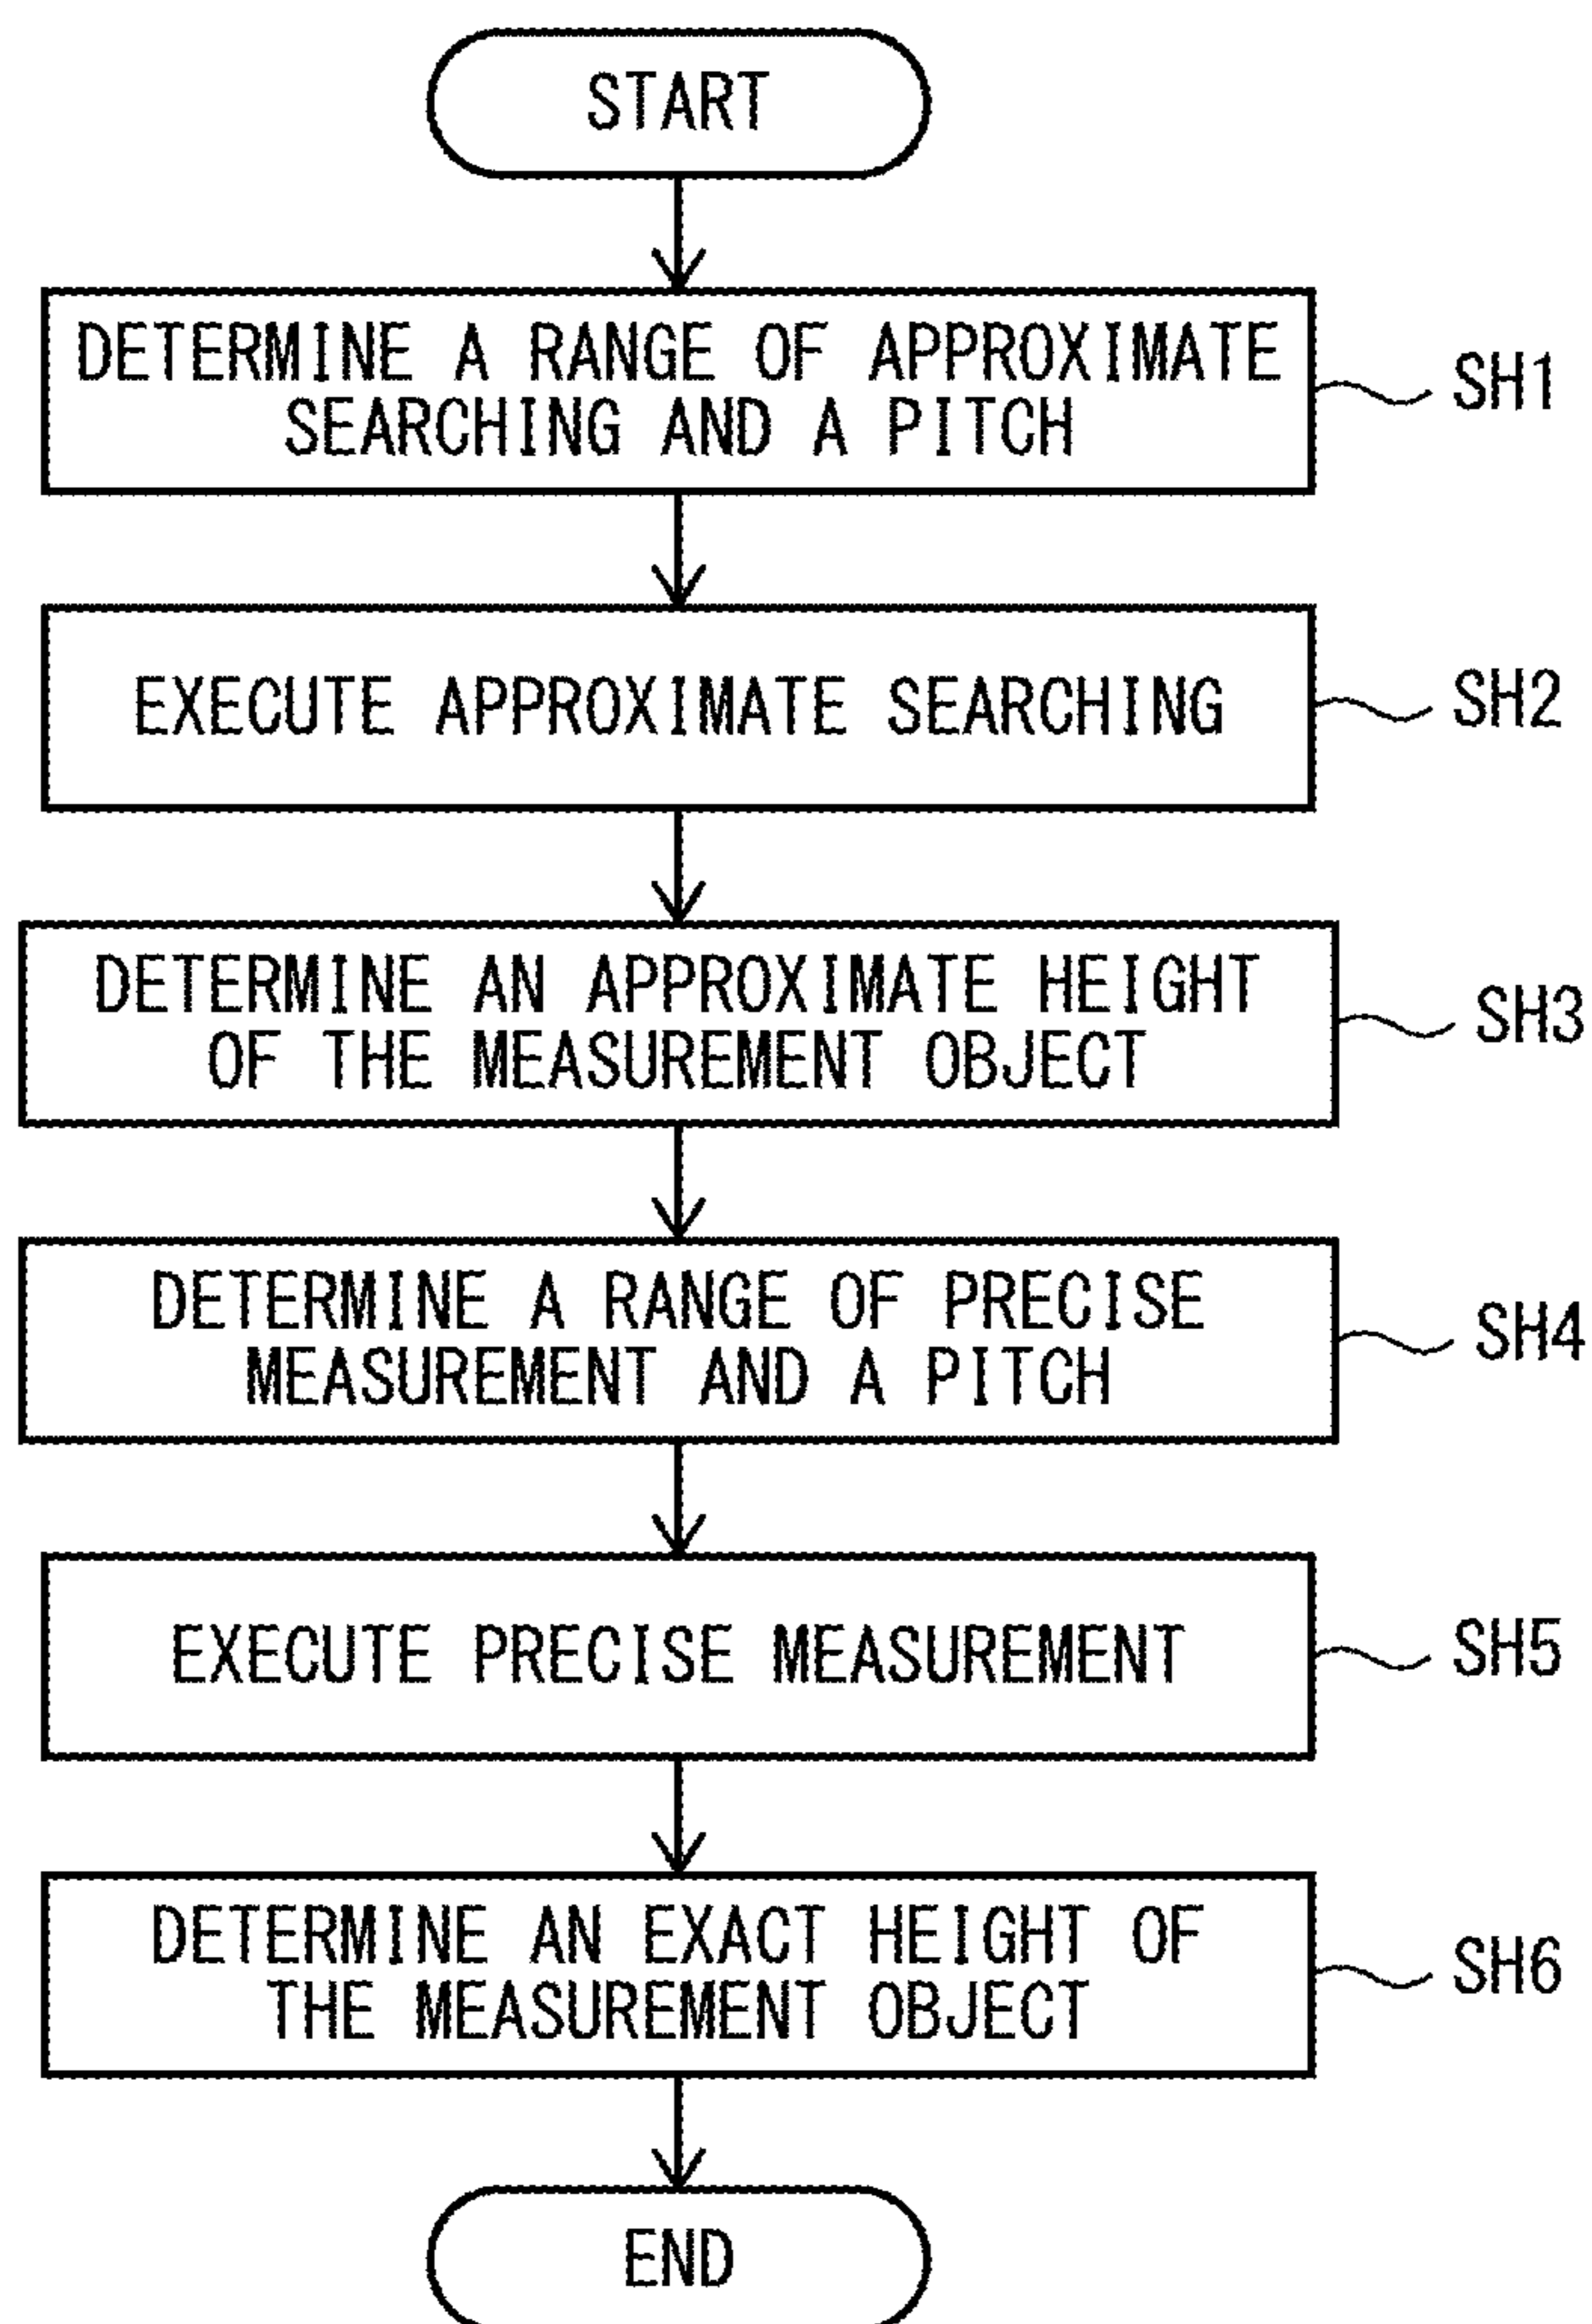 START
DETERMINE A RANGE OF APPROXIMATE
SEARCHING AND A PITCH
SH1
EXECUTE APPROXIMATE SEARCHING
SH2
DETERMINE AN APPROXIMATE HEIGHT
OF THE MEASUREMENT OBJECT
SH3
DETERMINE A RANGE OF PRECISE
MEASUREMENT AND A PITCH
SH4
EXECUTE PRECISE MEASUREMENT
SH5
DETERMINE AN EXACT HEIGHT OF
THE MEASUREMENT OBJECT
SH6
END